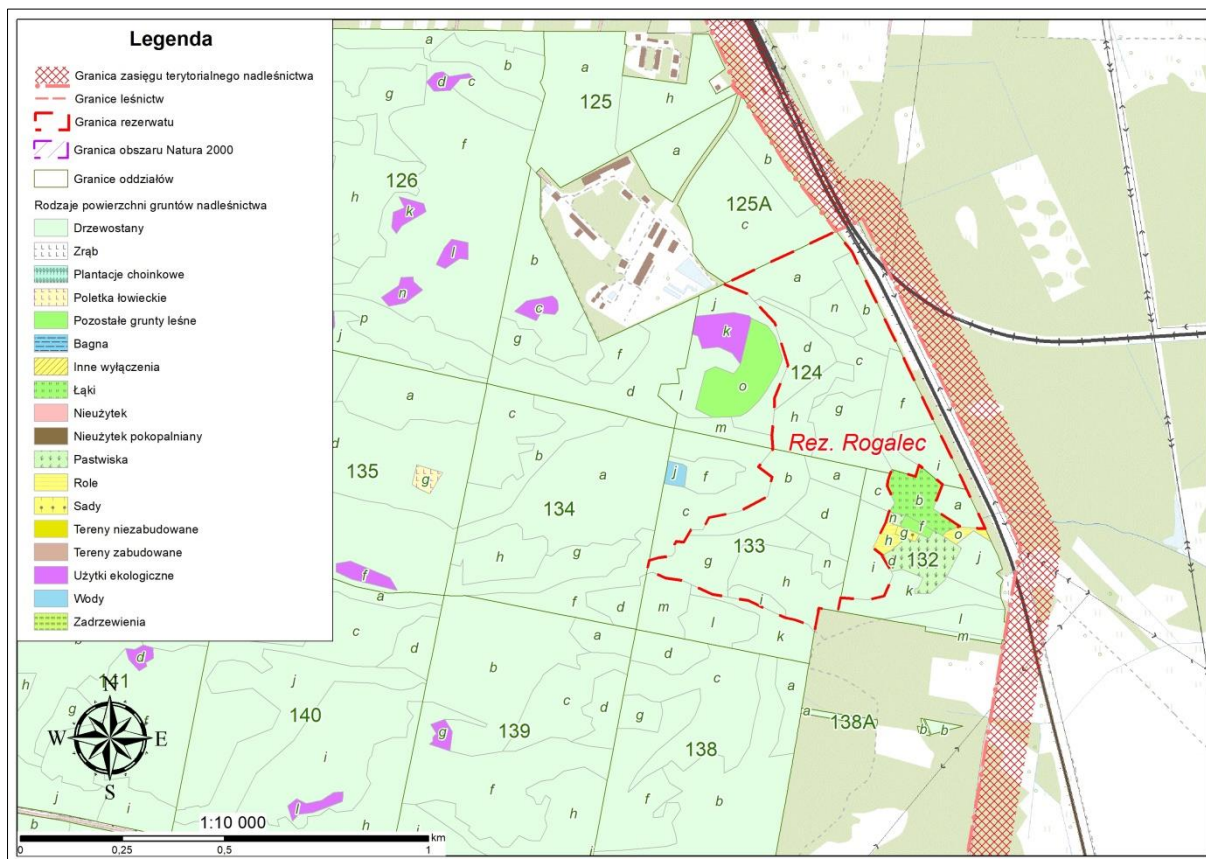 Legenda
Granica zasięgu terytorialnego nadleśnictwa
Granice leśnictw
Granica rezerwatu
Granica obszaru Natura 2000
Granice oddziałów
Rodzaje powierzchni gruntów nadleśnictwa
Drzewostany
Zrąb
Plantacje choinkowe
Poletka łowieckie
Pozostałe grunty leśne
Bagna
Inne wyłączenia
Łąki
Nieużytek
Nieużytek pokopalniany
Pastwiska
Role
Sady
Tereny niezabudowane
Tereny zabudowane
Użytki ekologiczne
Wody
Zadrzewienia
a
b
d
c
g
f
126
h
k
l
n
p
j
a
125
h
a
b
125A
c
b
c
g
f
d
j
k
o
l
m
a
n
b
d
c
124
h
g
f
i
Rez. Rogalec
a
d
135
g
f
a
c
b
a
134
h
g
f
d
j
f
c
b
a
d
133
g
n
h
i
m
l
k
c
b
a
n
f
g
h
o
d
132
i
j
k
l
m
b
d
141
h
g
f
j
i
b
c
d
j
140
i
l
h
a
b
d
c
139
g
f
h
i
d
c
a
g
138
f
b
a
138A
b
b
N
W
E
S
1:10 000
km
0
0,25
0,5
1